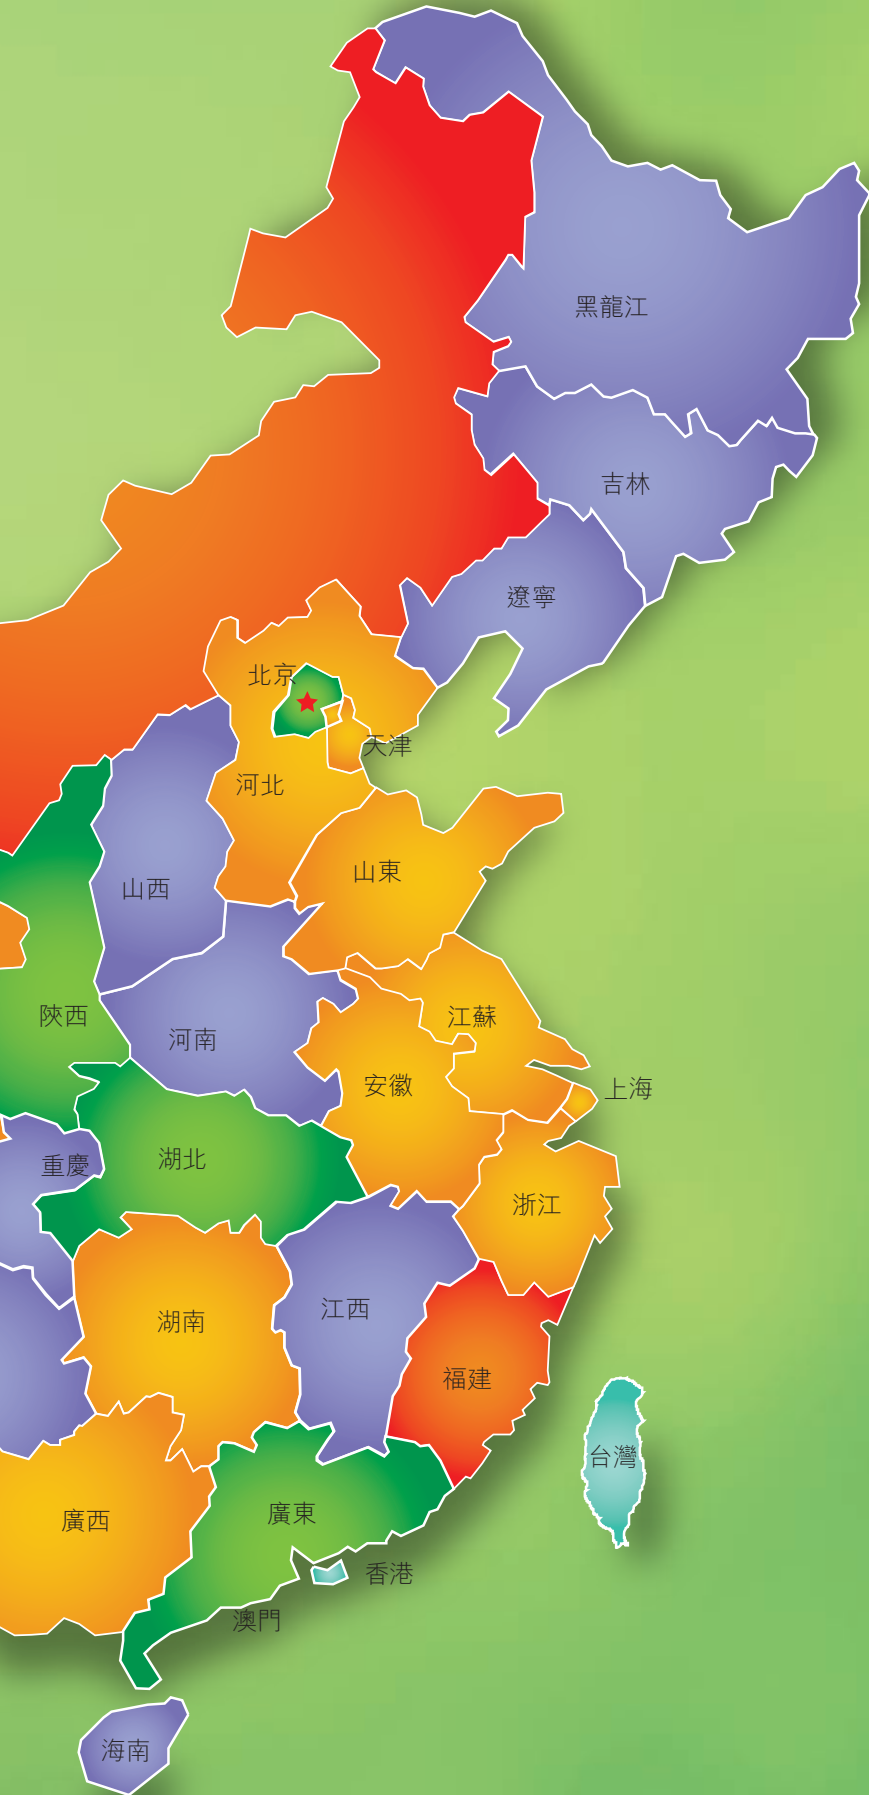 黑龍江
吉林
遼寧
北京
天津
河北
山東
山西
陝西
江蘇
河南
安徽
上海
湖北
重慶
浙江
江西
湖南
福建
台灣
廣東
廣西
香港
澳門
海南